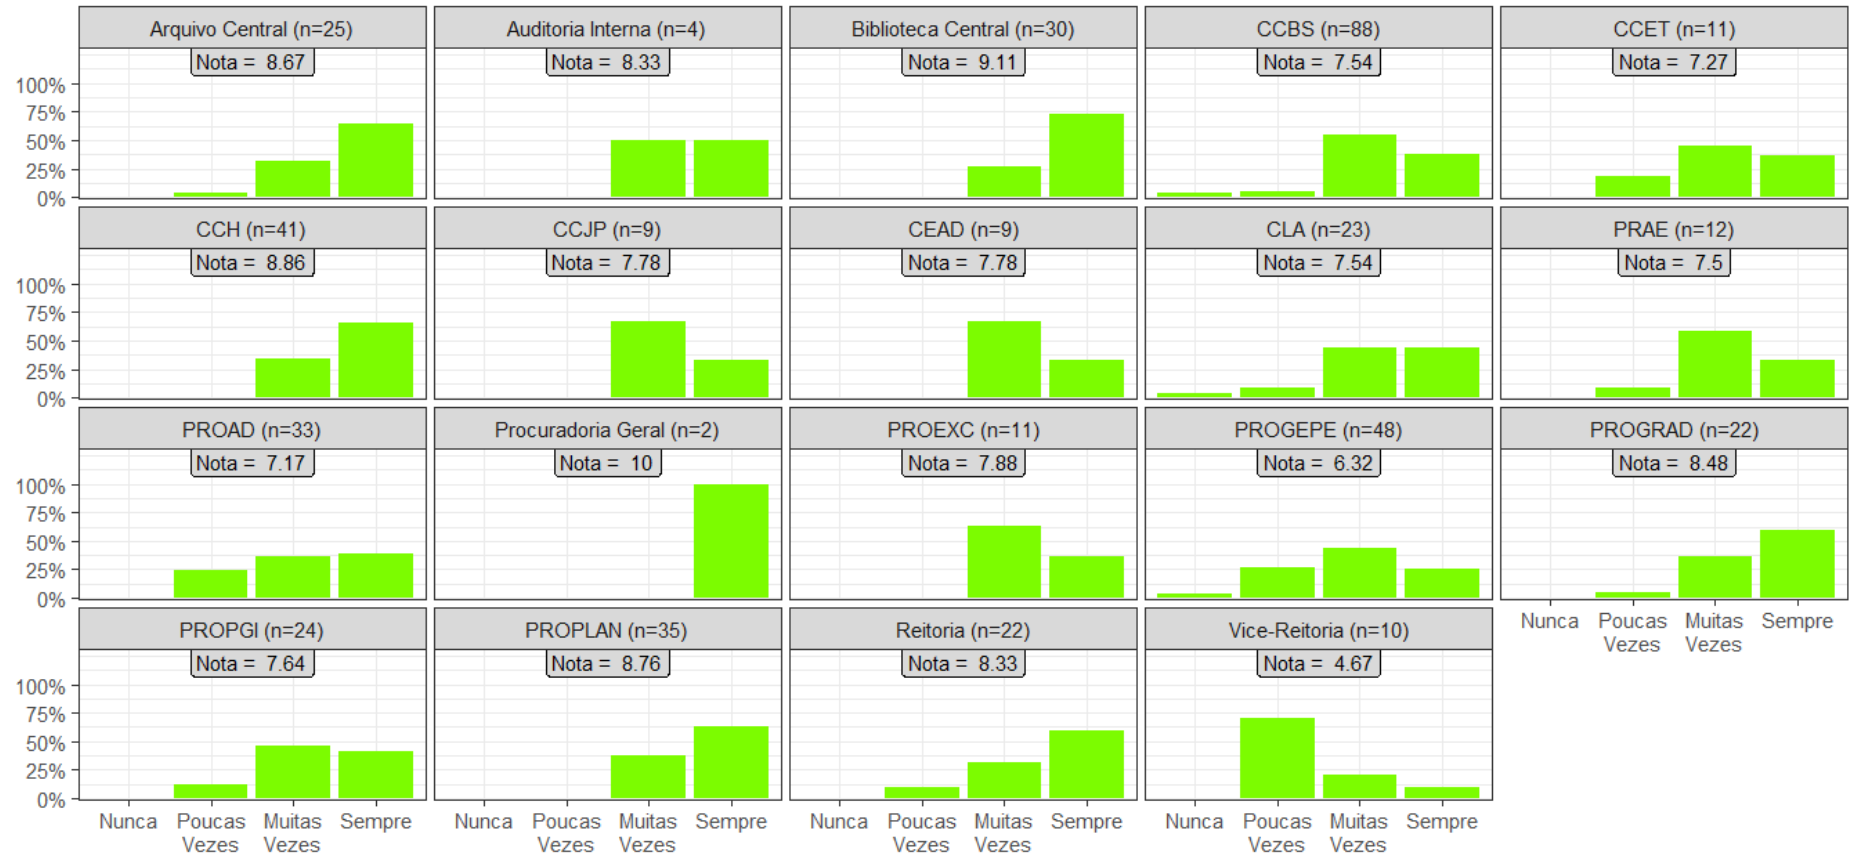 Arquivo Central (n=25)
Auditoria Interna (n=4)
Biblioteca Central (n=30)
CCBS (n=88)
CCET (n=11)
Nota = 8.67
Nota = 8.33
Nota = 9.11
Nota = 7.54
Nota = 7.27
100%
75%
50%
25%
0%
CCH (n=41)
CCJP (n=9)
CEAD (n=9)
CLA (n=23)
PRAE (n=12)
Nota = 8.86
Nota = 7.78
Nota = 7.78
Nota = 7.54
Nota = 7.5
100%
75%
50%
25%
0%
PROAD (n=33)
Procuradoria Geral (n=2)
PROEXC (n=11)
PROGEPE (n=48)
PROGRAD (n=22)
Nota = 7.17
Nota = 10
Nota = 7.88
Nota = 6.32
Nota = 8.48
100%
75%
50%
25%
0%
Nunca
Poucas
Vezes
Muitas
Vezes
Sempre
PROPGI (n=24)
PROPLAN (n=35)
Reitoria (n=22)
Vice-Reitoria (n=10)
Nota = 7.64
Nota = 8.76
Nota = 8.33
Nota = 4.67
100%
75%
50%
25%
0%
Nunca
Poucas
Vezes
Muitas
Vezes
Sempre
Nunca
Poucas
Vezes
Muitas
Vezes
Sempre
Nunca
Poucas
Vezes
Muitas
Vezes
Sempre
Nunca
Poucas
Vezes
Muitas
Vezes
Sempre